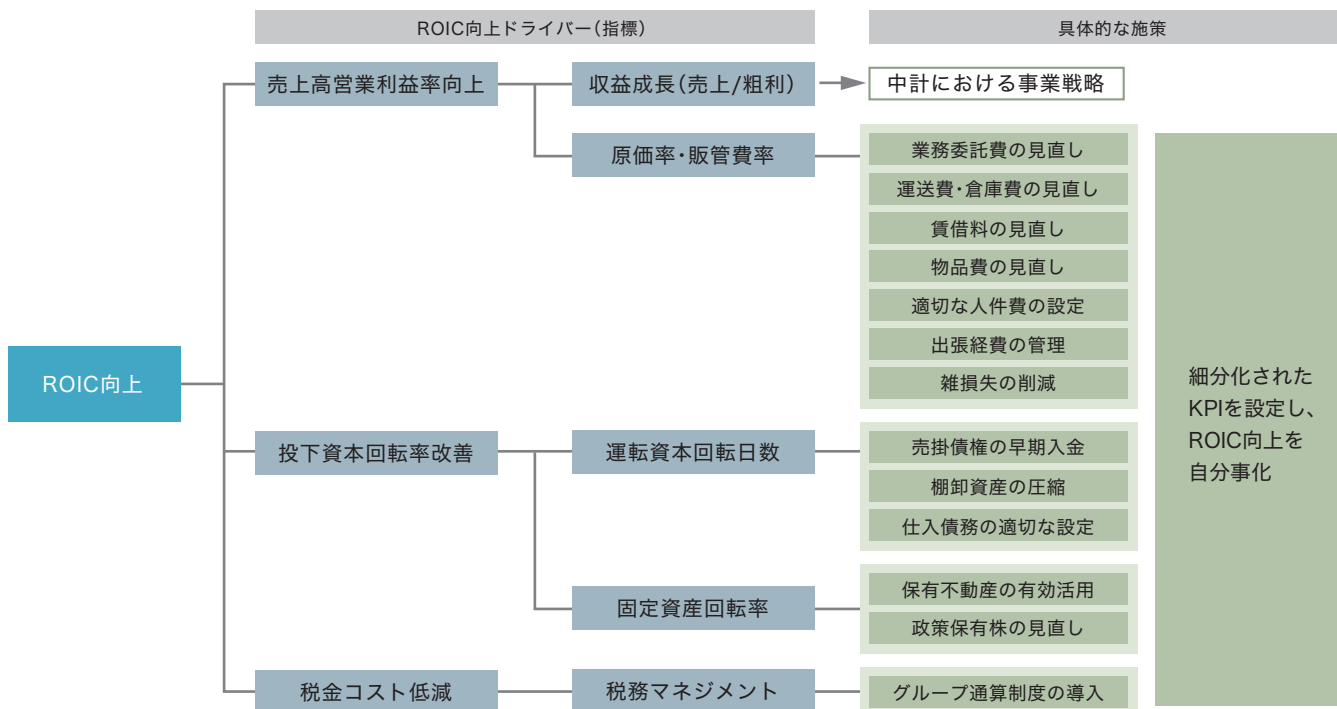 ROIC向上ドライバー(指標)
具体的な施策
売上高営業利益率向上
収益成長(売上/粗利)
中計における事業戦略
原価率・販管費率
業務委託費の見直し
運送費・倉庫費の見直し
賃借料の見直し
物品費の見直し
適切な人件費の設定
出張経費の管理
雑損失の削減
ROIC向上
投下資本回転率改善
運転資本回転日数
売掛債権の早期入金
棚卸資産の圧縮
仕入債務の適切な設定
固定資産回転率
保有不動産の有効活用
政策保有株の見直し
税金コスト低減
税務マネジメント
グループ通算制度の導入
細分化された
KPIを設定し、
ROIC向上を
自分事化